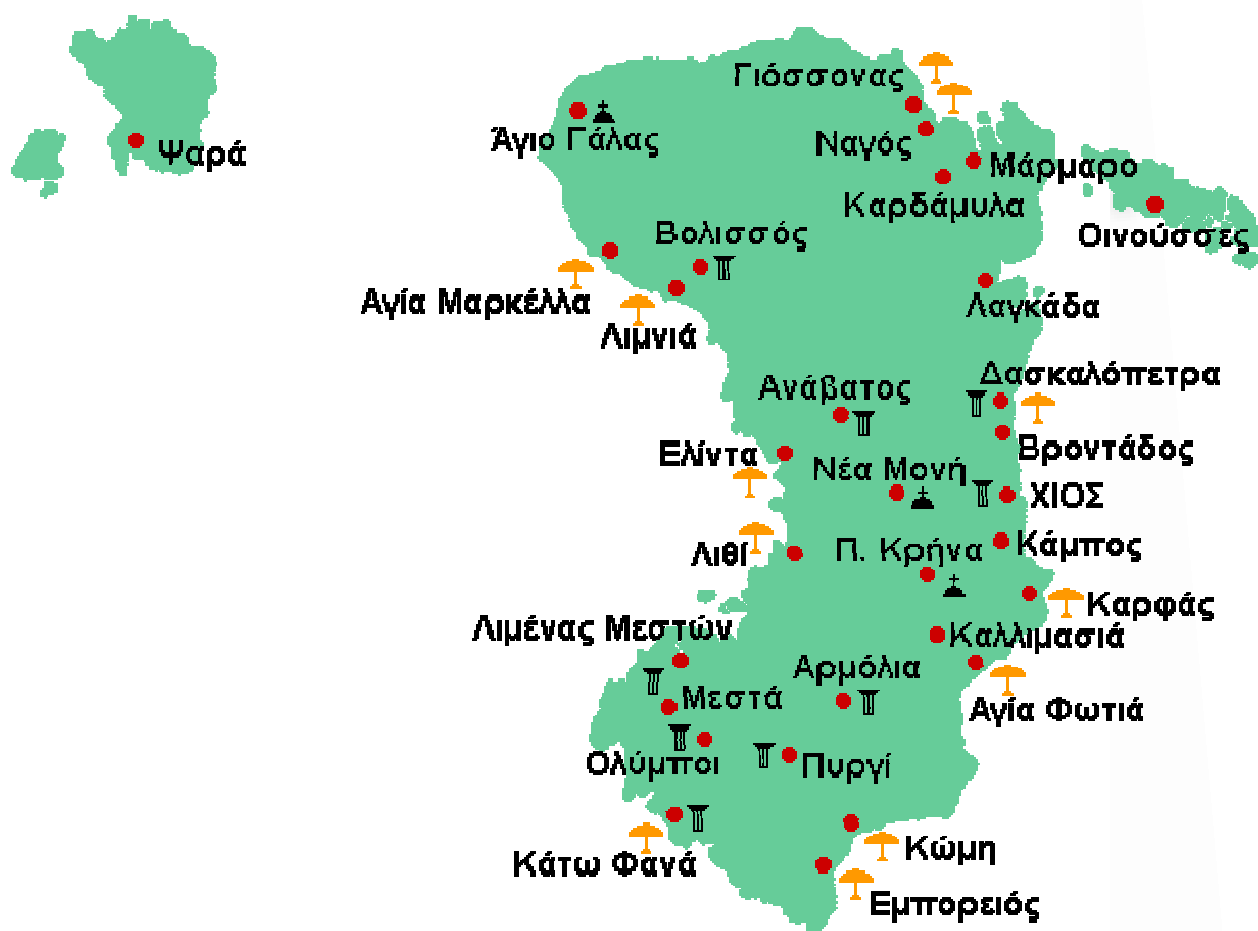 Γιόσσονας
Άγιο Γάλας
Ναγός
Ψαρά
Μάρμαρο
Καρδάμυλα
Οινούσσες
Βολισσός
Αγία Μαρκέλλα
Λαγκάδα
Λιμνιά
Δασκαλόπετρα
Ανάβατος
Βροντάδος
Ελίντα
Νέα Μονή
ΧΙΟΣ
Λιθί
Π. Κρήνα
Κάμπος
Καρφάς
Λιμένας Μεστών
Καλλιμασιά
Αρμόλια
Μεστά
Αγία Φωτιά
Ολύμποι
Πυργί
Κώμη
Κάτω Φανά
Εμπορειός